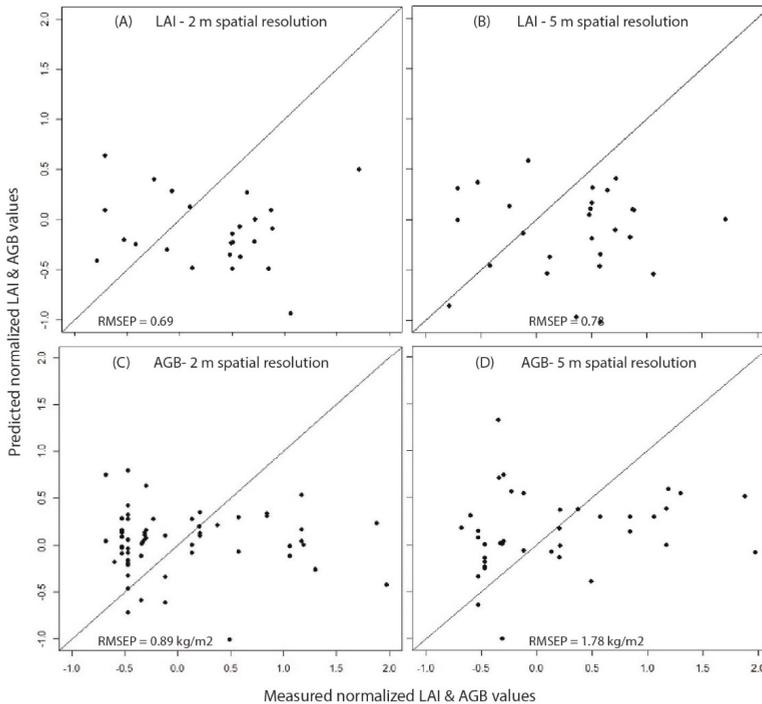 (A) LAI - 2 m spatial resolution
(B) LAI - 5 m spatial resolution
2.0
1.5
1.0
0.5
0.0
-0.5
-1.0
RMSEP = 0.69
RMSEP = 0.78
Predicted normalized LAI & AGB values
(C) AGB- 2 m spatial resolution
(D) AGB- 5 m spatial resolution
2.0
1.5
1.0
0.5
0.0
-0.5
-1.0
RMSEP = 0.89 kg/m2
RMSEP = 1.78 kg/m2
-1.0 -0.5 0.0 0.5 1.0 1.5 2.0
-1.0 -0.5 0.0 0.5 1.0 1.5 2.0
Measured normalized LAI & AGB values